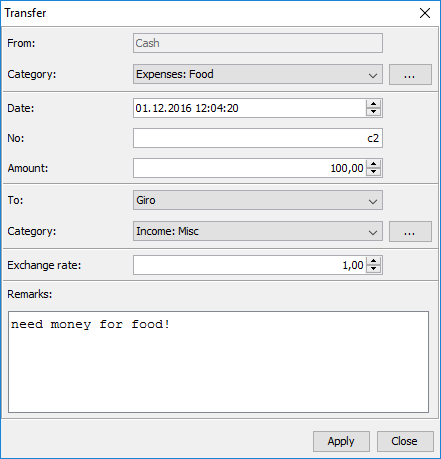 Transfer
From: Cash
Category: Expenses: Food ...
Date: 01.12.2016 12:04:20
No: c2
Amount: 100,00
To: Giro
Category: Income: Misc ...
Exchange rate: 1,00
Remarks:
need money for food!
Apply Close